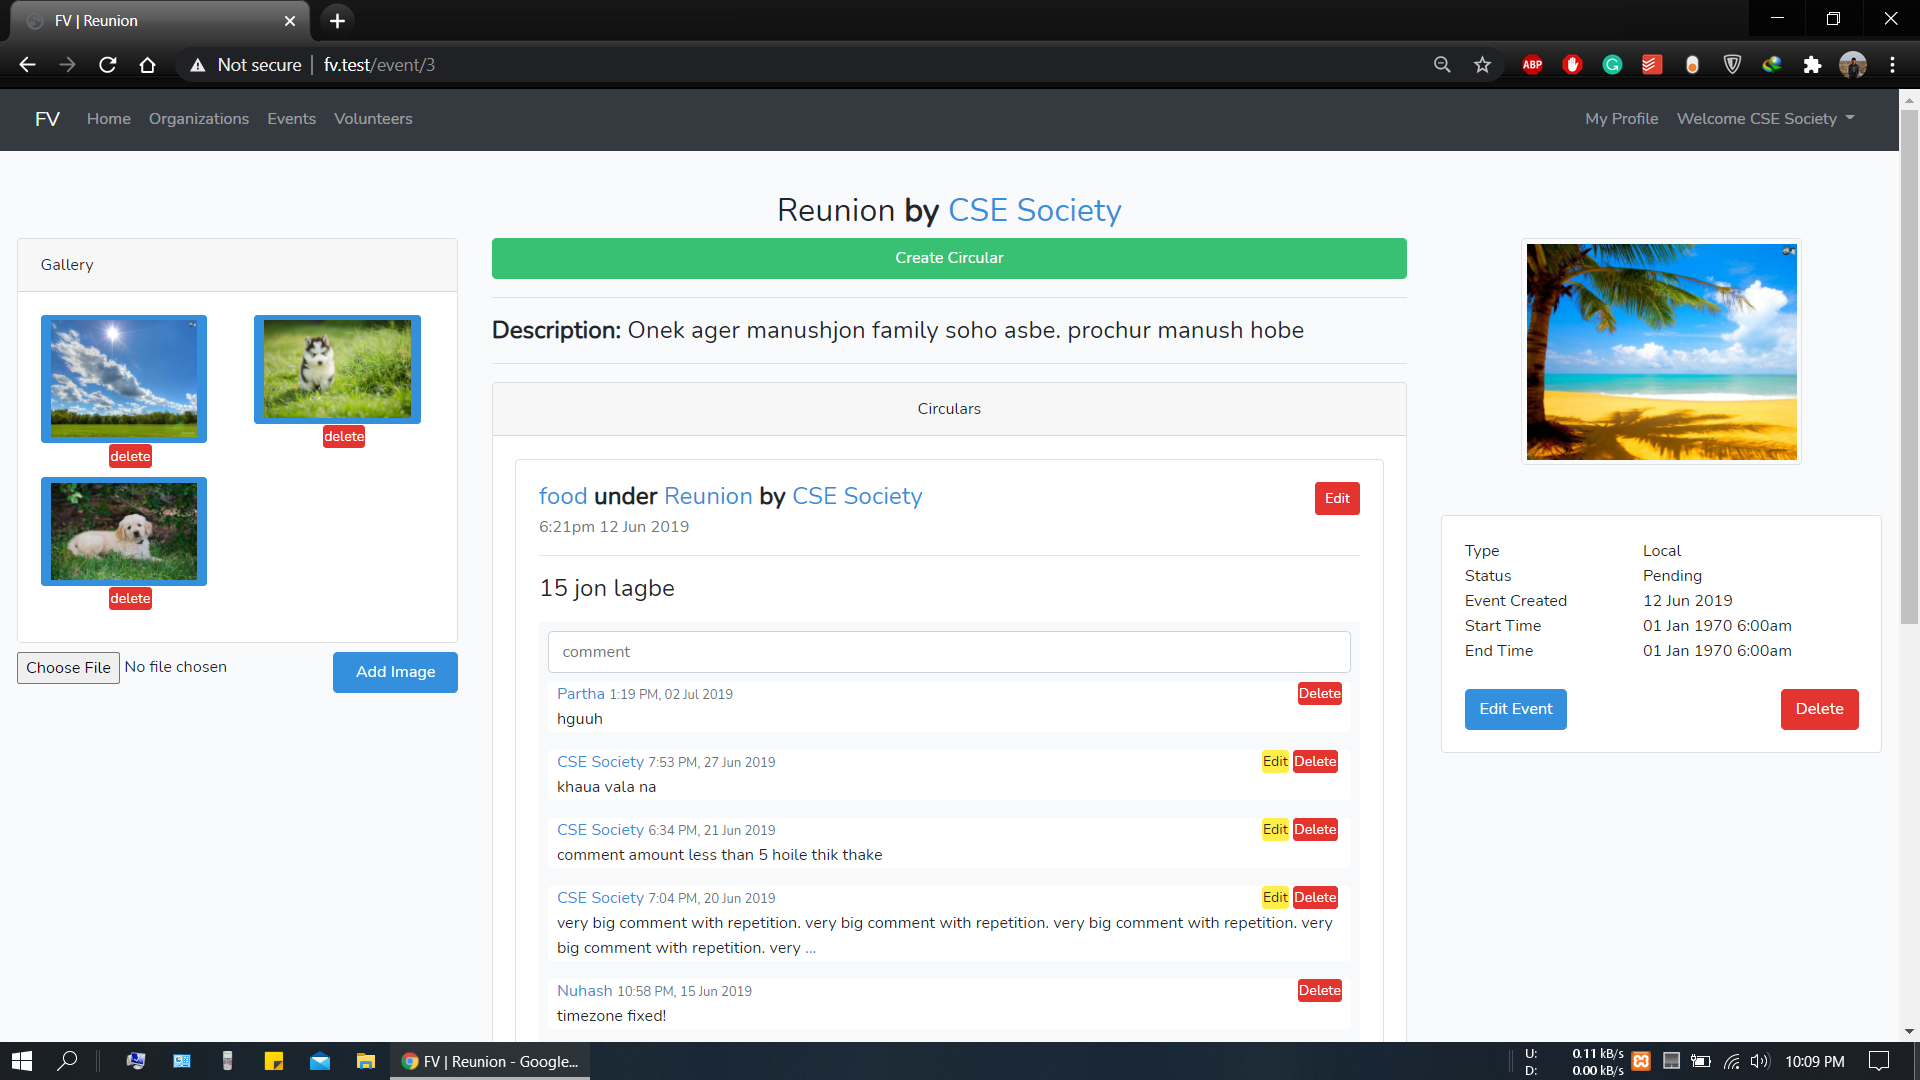 FV | Reunion
Not secure | fv.test/event/3
ABP
FV Home Organizations Events Volunteers My Profile Welcome CSE Society
Reunion by CSE Society
Gallery
delete
delete
delete
Choose File No file chosen
Add Image
Create Circular
Description: Onek ager manushjon family soho asbe. prochur manush hobe
Circulars
food under Reunion by CSE Society
Edit
6:21pm 12 Jun 2019
15 jon lagbe
comment
Partha 1:19 PM, 02 Jul 2019 Delete
hguuh
CSE Society 7:53 PM, 27 Jun 2019 Edit Delete
khaua vala na
CSE Society 6:34 PM, 21 Jun 2019 Edit Delete
comment amount less than 5 hoile thik thake
CSE Society 7:04 PM, 20 Jun 2019 Edit Delete
very big comment with repetition. very big comment with repetition. very big comment with repetition. very
big comment with repetition. very ...
Nuhash 10:58 PM, 15 Jun 2019 Delete
timezone fixed!
Type Local
Status Pending
Event Created 12 Jun 2019
Start Time 01 Jan 1970 6:00am
End Time 01 Jan 1970 6:00am
Edit Event Delete
FV | Reunion - Google...
U: 0.11 kB/s
D: 0.00 kB/s
10:09 PM